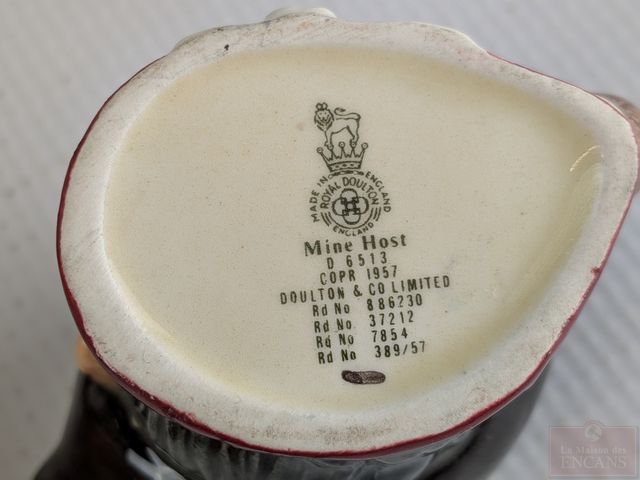 MADE IN ENGLAND
ROYAL DOULTON
ENGLAND
Mine Host
D 6513
COPR 1957
DOULTON & CO LIMITED
Rd No 886230
Rd No 37212
Rd No 7854
Rd No 389/57
La Maison des
ENCANS